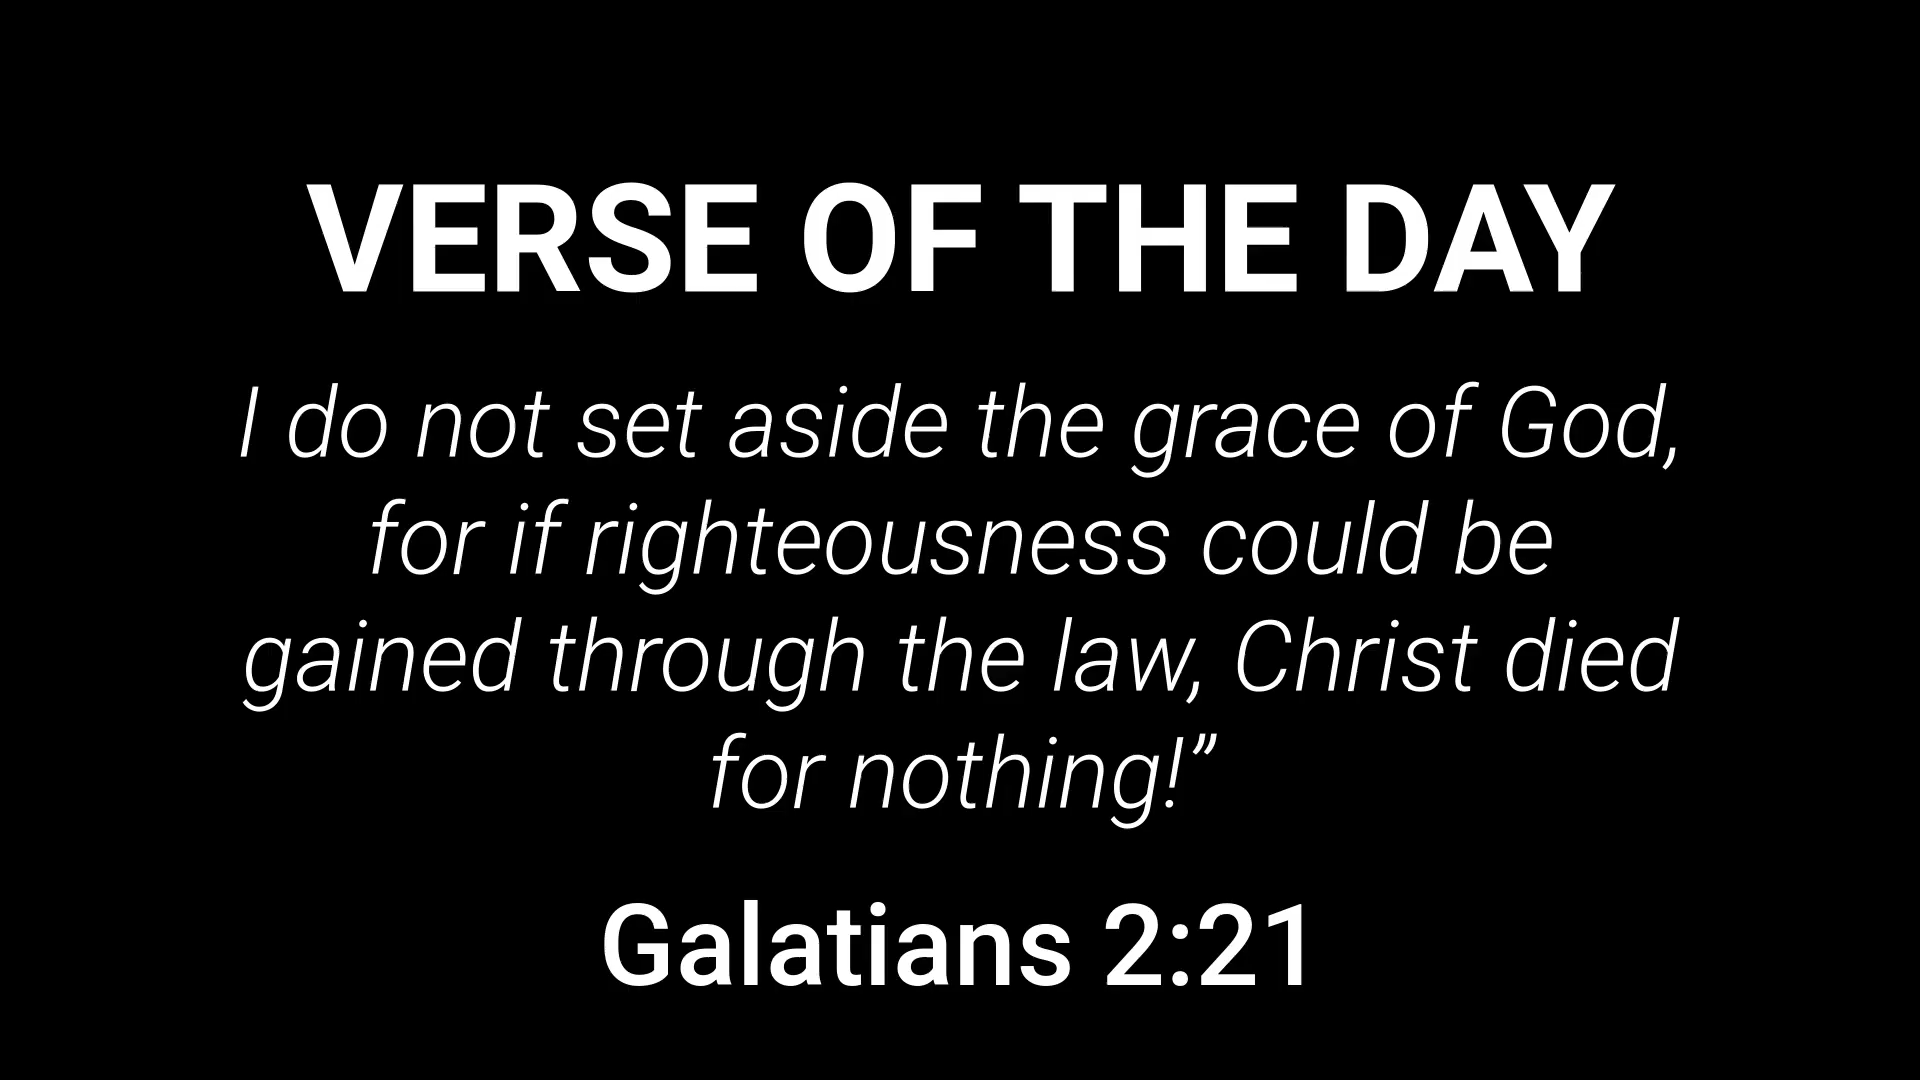 VERSE OF THE DAY
I do not set aside the grace of God,
for if righteousness could be
gained through the law, Christ died
for nothing!”
Galatians 2:21